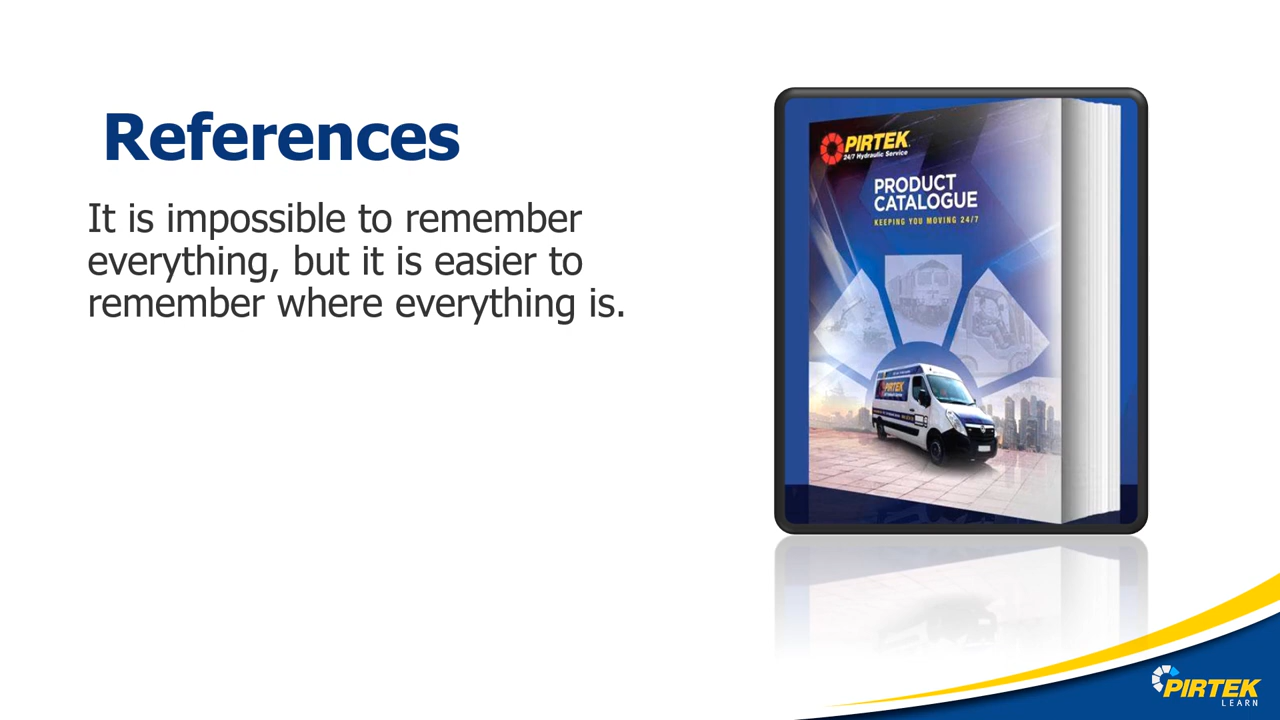 References
It is impossible to remember
everything, but it is easier to
remember where everything is.
PIRTEK
24/7 Hydraulic Service
PRODUCT
CATALOGUE
KEEPING YOU MOVING 24/7
PIRTEK
PIRTEK
LEARN